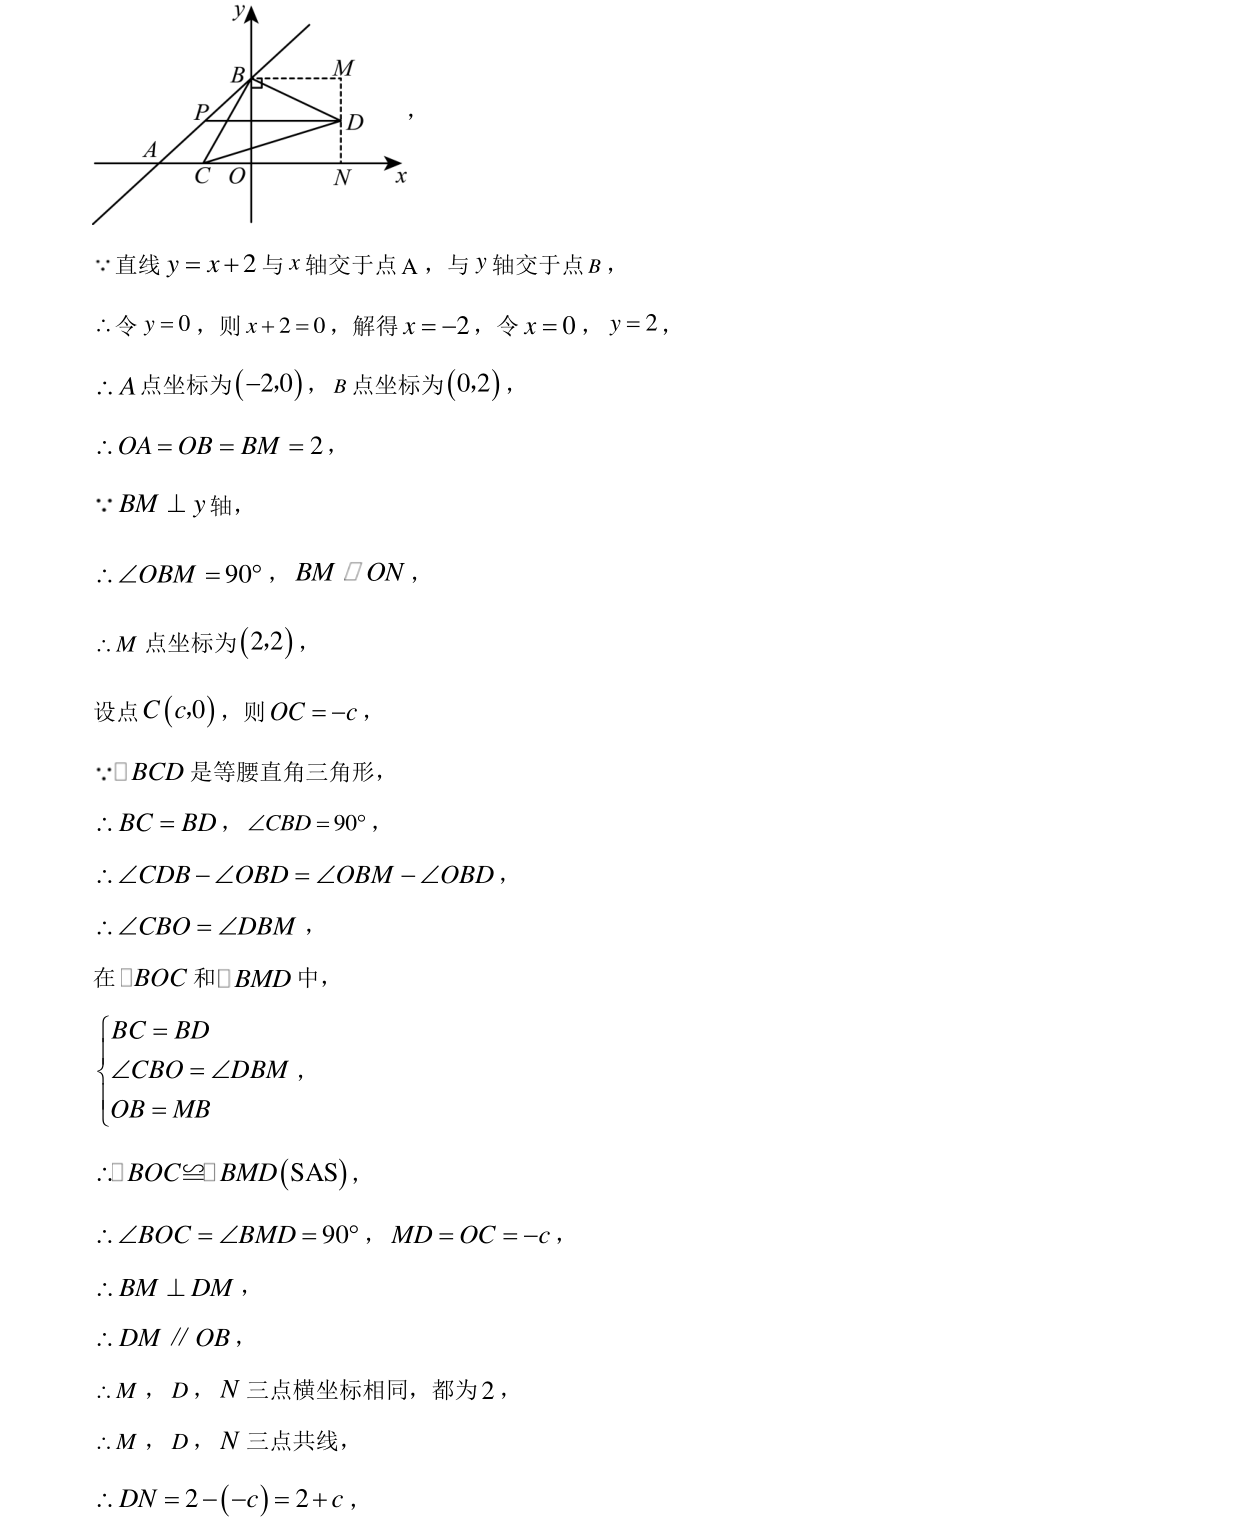 y
B
M
P
D
，
A
C
O
N
x
∵直线 y = x + 2 与 x 轴交于点 A，与 y 轴交于点 B，
∴令 y = 0，则 x + 2 = 0，解得 x = −2，令 x = 0， y = 2，
∴A 点坐标为(−2,0)，B 点坐标为(0,2)，
∴OA = OB = BM = 2，
∵BM ⊥ y 轴，
∴∠OBM = 90°，BM □ ON，
∴M 点坐标为(2,2)，
设点 C(c,0)，则 OC = −c，
∵□BCD 是等腰直角三角形，
∴BC = BD，∠CBD = 90°，
∴∠CDB − ∠OBD = ∠OBM − ∠OBD，
∴∠CBO = ∠DBM，
在 □BOC 和 □BMD 中，
BC = BD
∠CBO = ∠DBM，
OB = MB
∴□BOC≌□BMD(SAS)，
∴∠BOC = ∠BMD = 90°，MD = OC = −c，
∴BM ⊥ DM，
∴DM // OB，
∴M，D，N 三点横坐标相同，都为 2，
∴M，D，N 三点共线，
∴DN = 2 − (−c) = 2 + c，